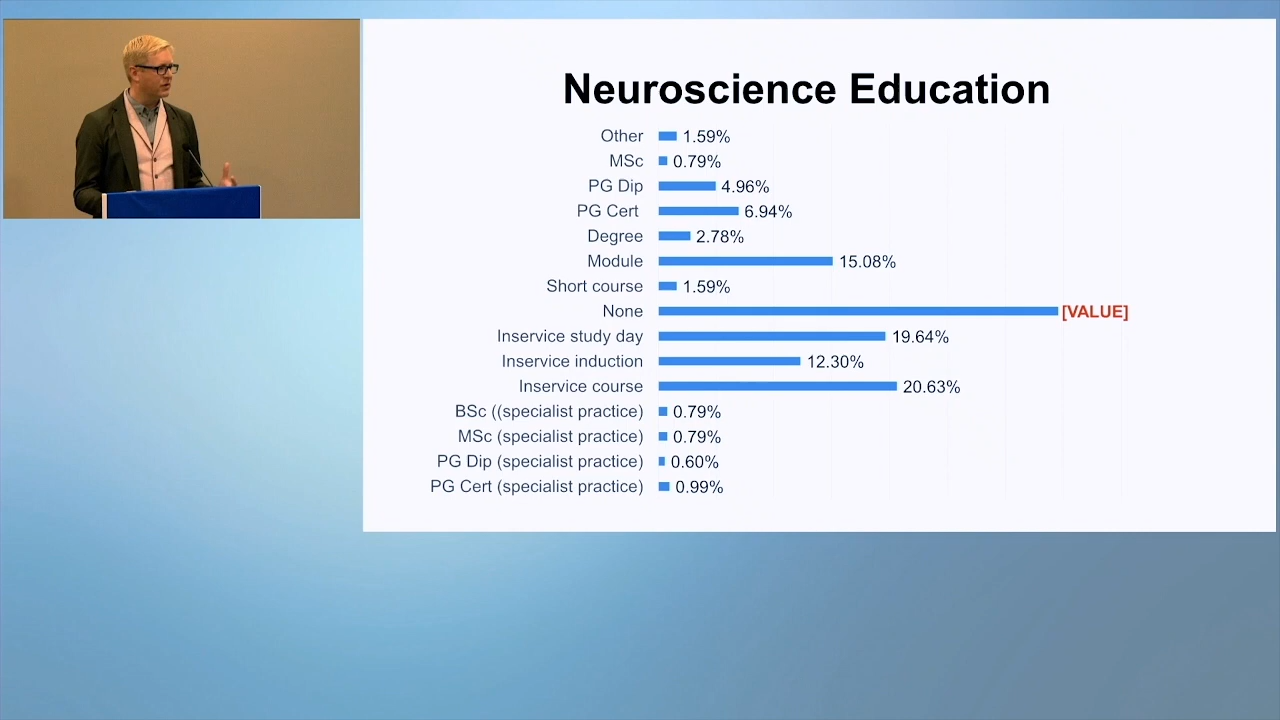 Neuroscience Education
Other 1.59%
MSc 0.79%
PG Dip 4.96%
PG Cert 6.94%
Degree 2.78%
Module 15.08%
Short course 1.59%
None [VALUE]
Inservice study day 19.64%
Inservice induction 12.30%
Inservice course 20.63%
BSc ((specialist practice) 0.79%
MSc (specialist practice) 0.79%
PG Dip (specialist practice) 0.60%
PG Cert (specialist practice) 0.99%